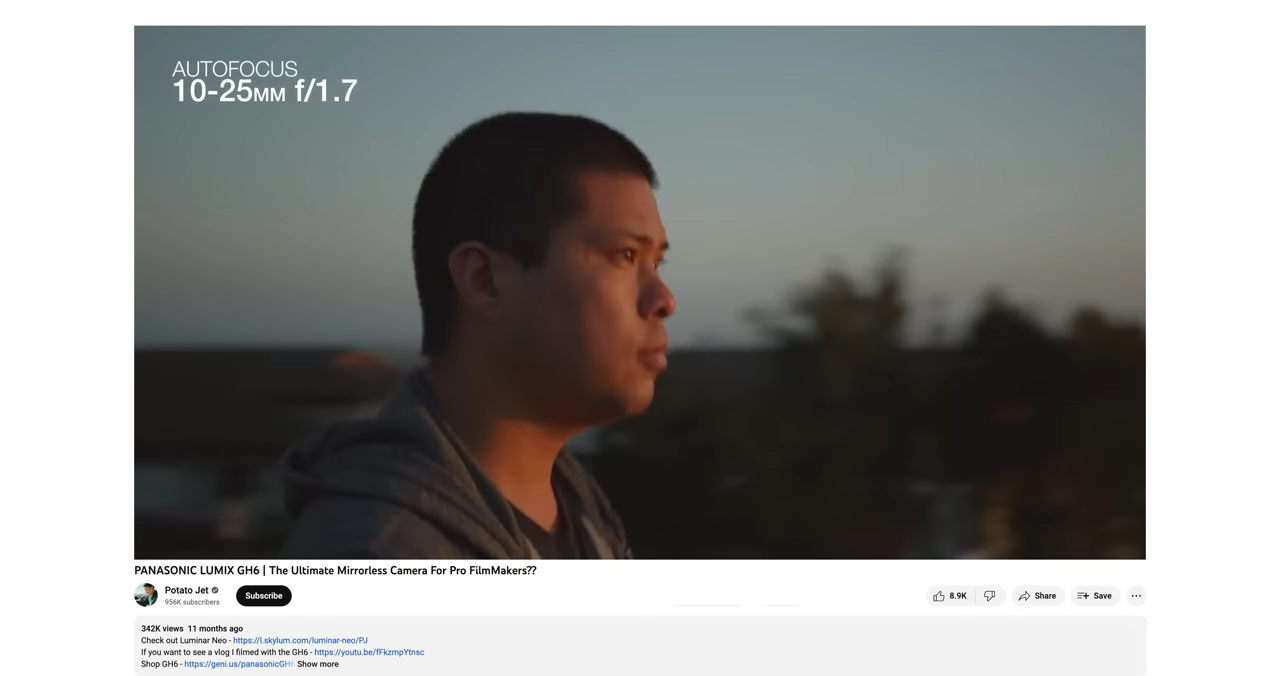 AUTOFOCUS
10-25MM f/1.7
PANASONIC LUMIX GH6 | The Ultimate Mirrorless Camera For Pro FilmMakers??
Potato Jet
956K subscribers
Subscribe
8.9K
Share
Save
342K views 11 months ago
Check out Luminar Neo - https://l.skylum.com/luminar-neo/PJ
If you want to see a vlog I filmed with the GH6 - https://youtu.be/fFkzmpYtnsc
Shop GH6 - https://geni.us/panasonicGH6 Show more